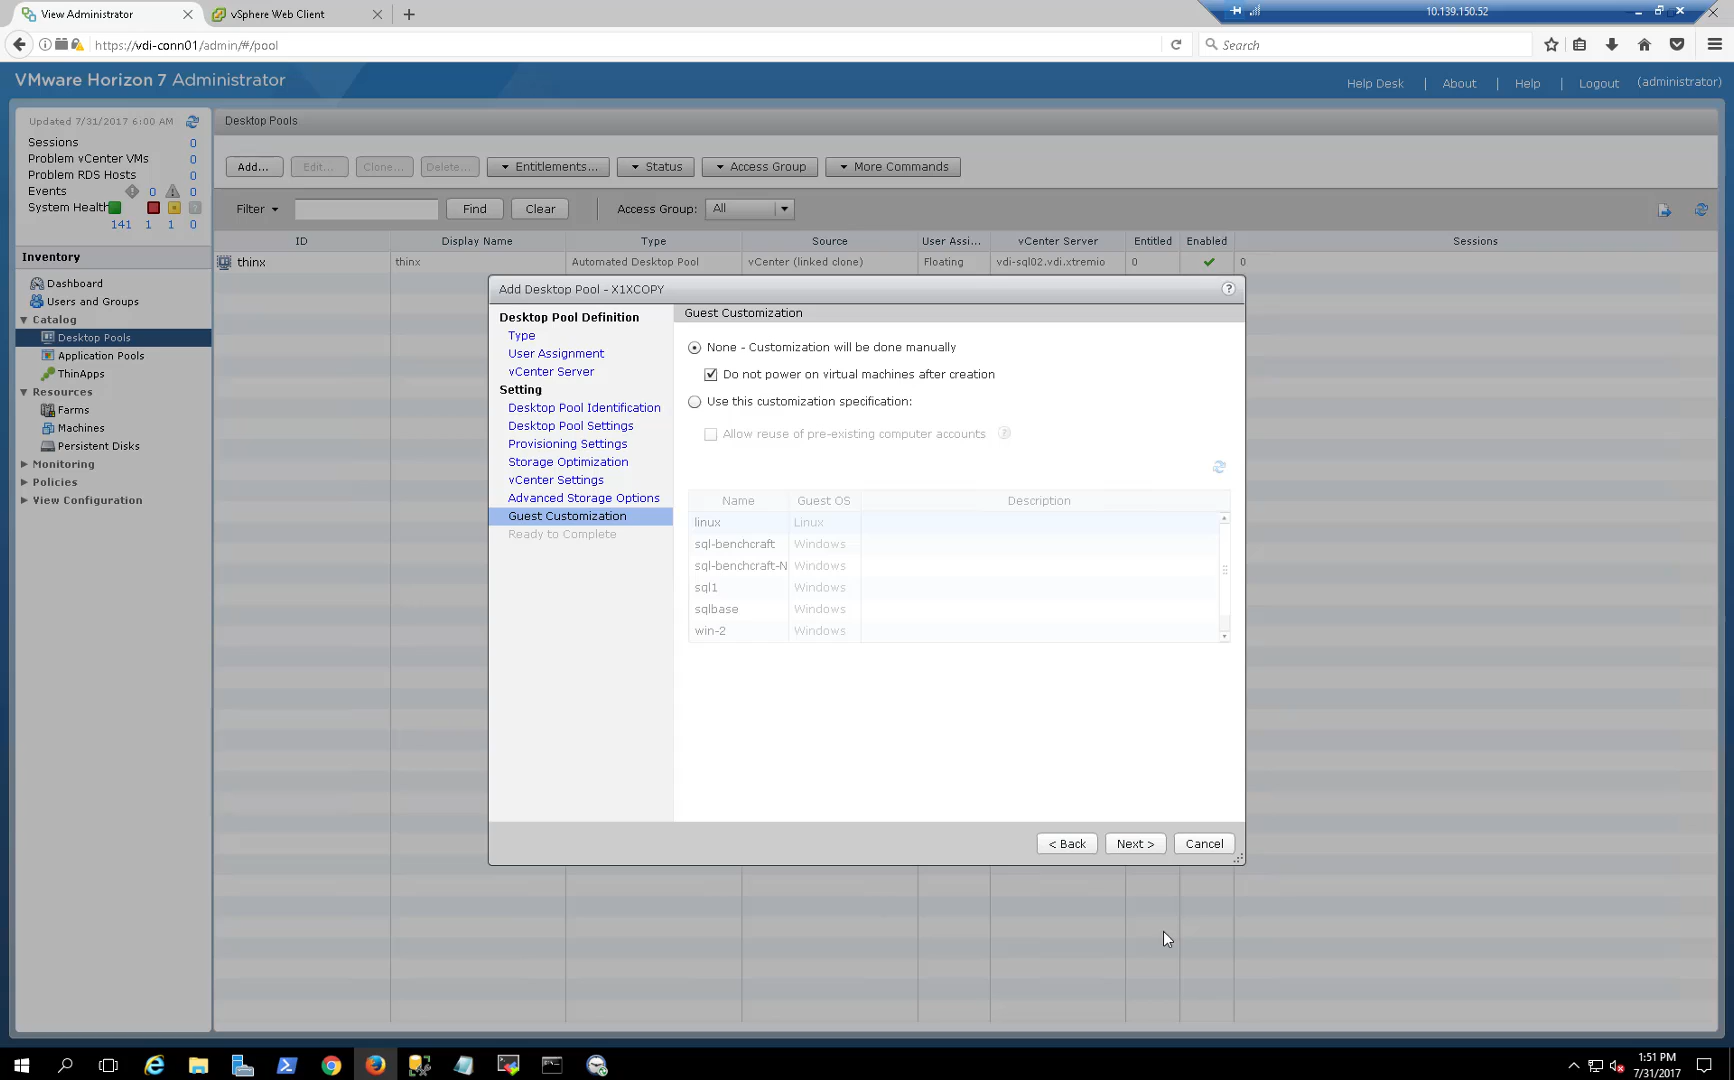 View Administrator
vSphere Web Client
10.139.150.52
https://vdi-conn01/admin/#/pool
Search
VMware Horizon 7 Administrator
Help Desk | About | Help | Logout (administrator)
Updated 7/31/2017 6:00 AM
Sessions 0
Problem vCenter VMs 0
Problem RDS Hosts 0
Events 0 0
System Health
141 1 1 0
Inventory
Dashboard
Users and Groups
Catalog
Desktop Pools
Application Pools
ThinApps
Resources
Farms
Machines
Persistent Disks
Monitoring
Policies
View Configuration
Desktop Pools
Add... Edit... Clone... Delete... Entitlements... Status Access Group More Commands
Filter Find Clear Access Group: All
ID Display Name Type Source User Assi... vCenter Server Entitled Enabled Sessions
thinx thinx Automated Desktop Pool vCenter (linked clone) Floating vdi-sql02.vdi.xtremio 0 0
Add Desktop Pool - X1XCOPY
?
Desktop Pool Definition
Type
User Assignment
vCenter Server
Setting
Desktop Pool Identification
Desktop Pool Settings
Provisioning Settings
Storage Optimization
vCenter Settings
Advanced Storage Options
Guest Customization
Ready to Complete
Guest Customization
None - Customization will be done manually
Do not power on virtual machines after creation
Use this customization specification:
Allow reuse of pre-existing computer accounts ?
Name Guest OS Description
linux Linux
sql-benchcraft Windows
sql-benchcraft-N Windows
sql1 Windows
sqlbase Windows
win-2 Windows
< Back Next > Cancel
1:51 PM
7/31/2017